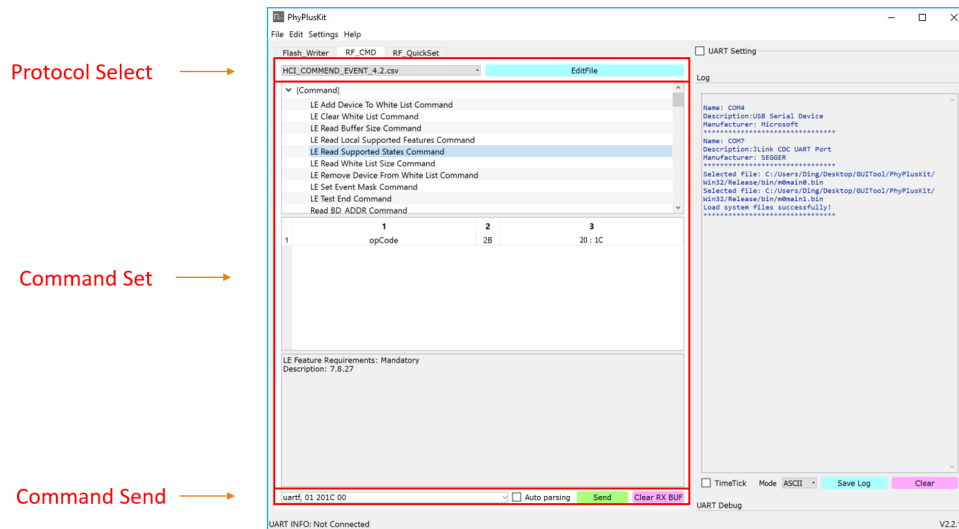 PhyPlusKit
File Edit Settings Help
Flash_Writer RF_CMD RF_QuickSet
UART Setting
Protocol Select
HCI_COMMEND_EVENT_4.2.csv
EditFile
Log
[Command]
LE Add Device To White List Command
LE Clear White List Command
LE Read Buffer Size Command
LE Read Local Supported Features Command
LE Read Supported States Command
LE Read White List Size Command
LE Remove Device From White List Command
LE Set Event Mask Command
LE Test End Command
Read BD ADDR Command
Name: COM4
Description:USB Serial Device
Manufacturer: Microsoft
********************************
Name: COM7
Description:JLink CDC UART Port
Manufacturer: SEGGER
********************************
Selected file: C:/Users/Ding/Desktop/GUITool/PhyPlusKit/
Win32/Release/bin/m0main0.bin
Selected file: C:/Users/Ding/Desktop/GUITool/PhyPlusKit/
Win32/Release/bin/m0main1.bin
Load system files successfully!
********************************
1 2 3
1 opCode 2B 20 : 1C
Command Set
LE Feature Requirements: Mandatory
Description: 7.8.27
TimeTick Mode ASCII Save Log Clear
Command Send
uartf, 01 201C 00
Auto parsing Send Clear RX BUF
UART Debug
UART INFO: Not Connected
V2.2.